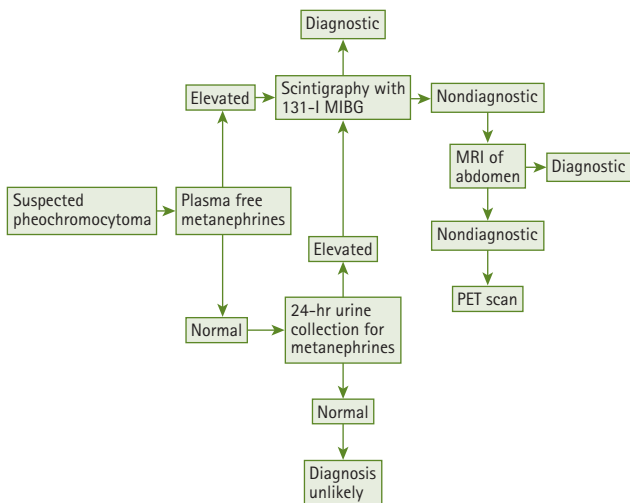 Diagnostic
Elevated
Scintigraphy with
131-I MIBG
Nondiagnostic
MRI of
abdomen
Diagnostic
Suspected
pheochromocytoma
Plasma free
metanephrines
Nondiagnostic
Elevated
PET scan
Normal
24-hr urine
collection for
metanephrines
Normal
Diagnosis
unlikely